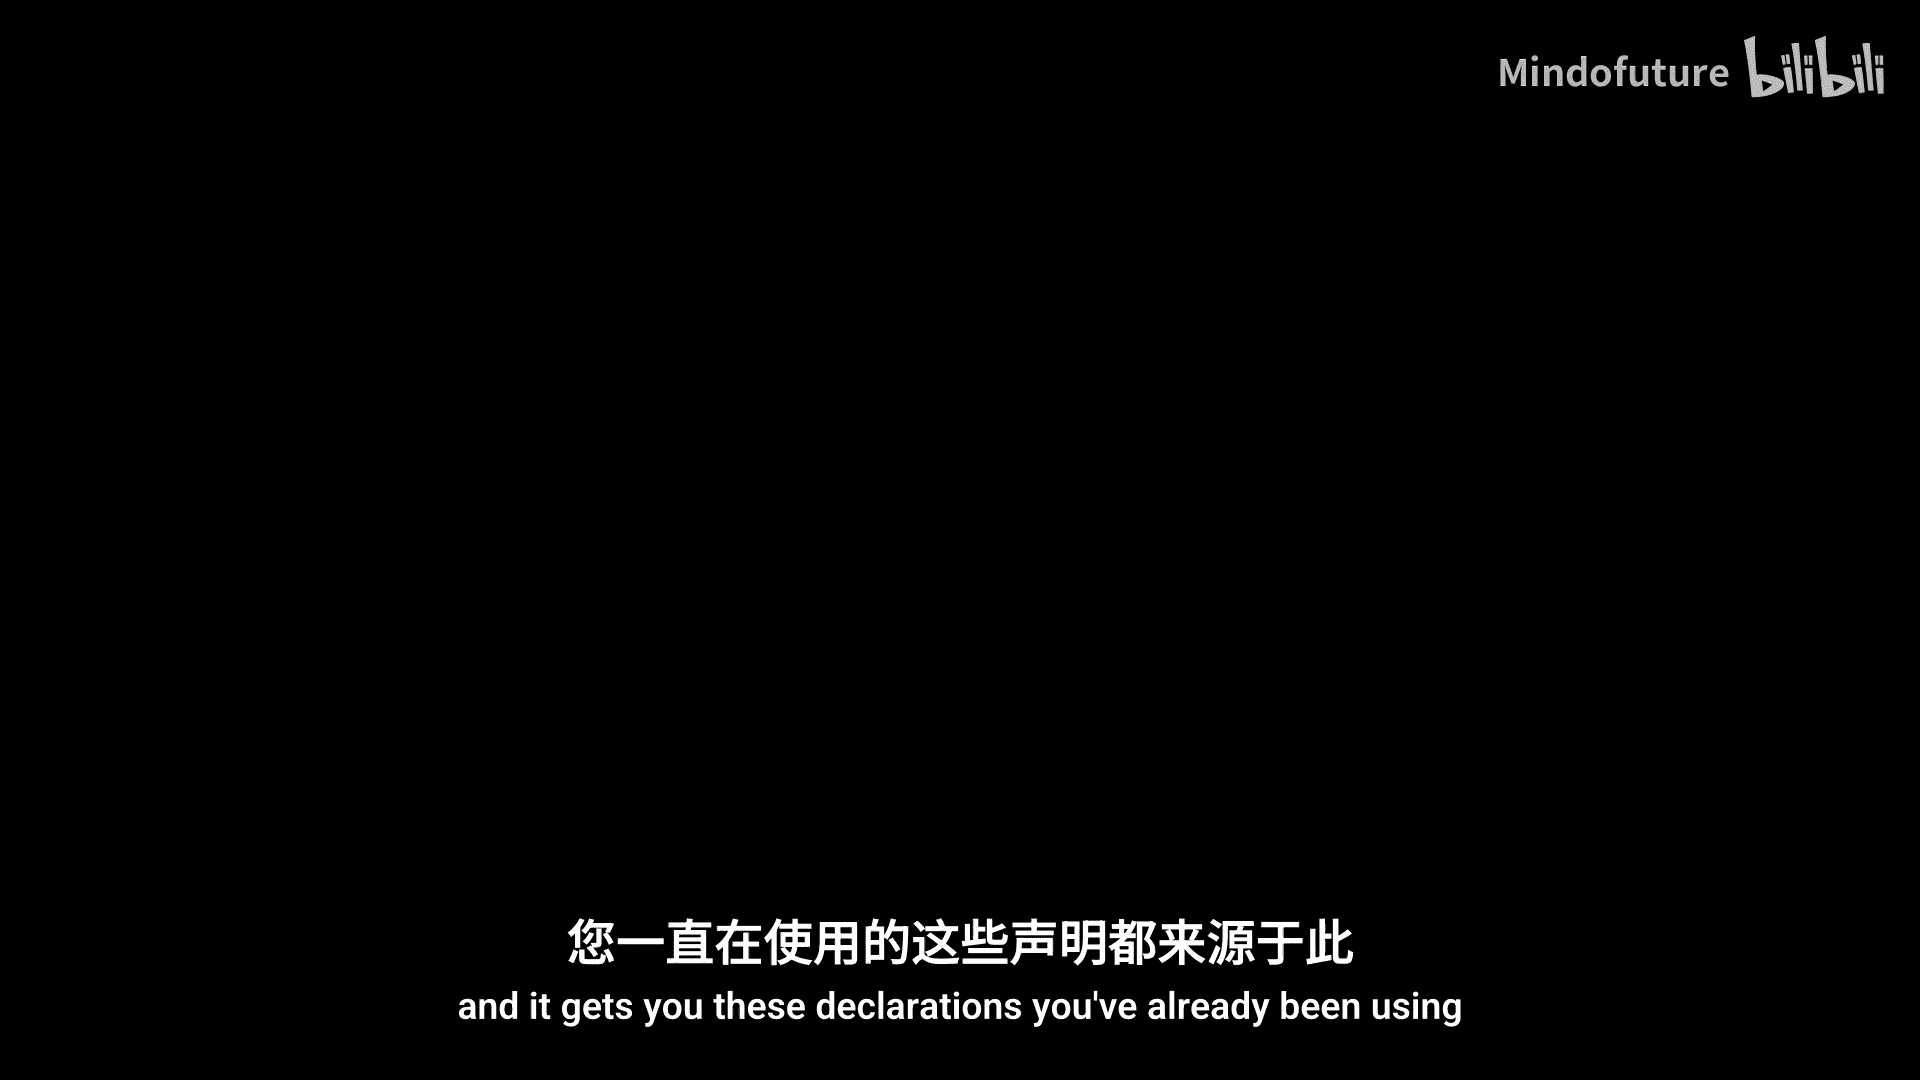 Mindofuture bilibili
您一直在使用的这些声明都来源于此
and it gets you these declarations you've already been using